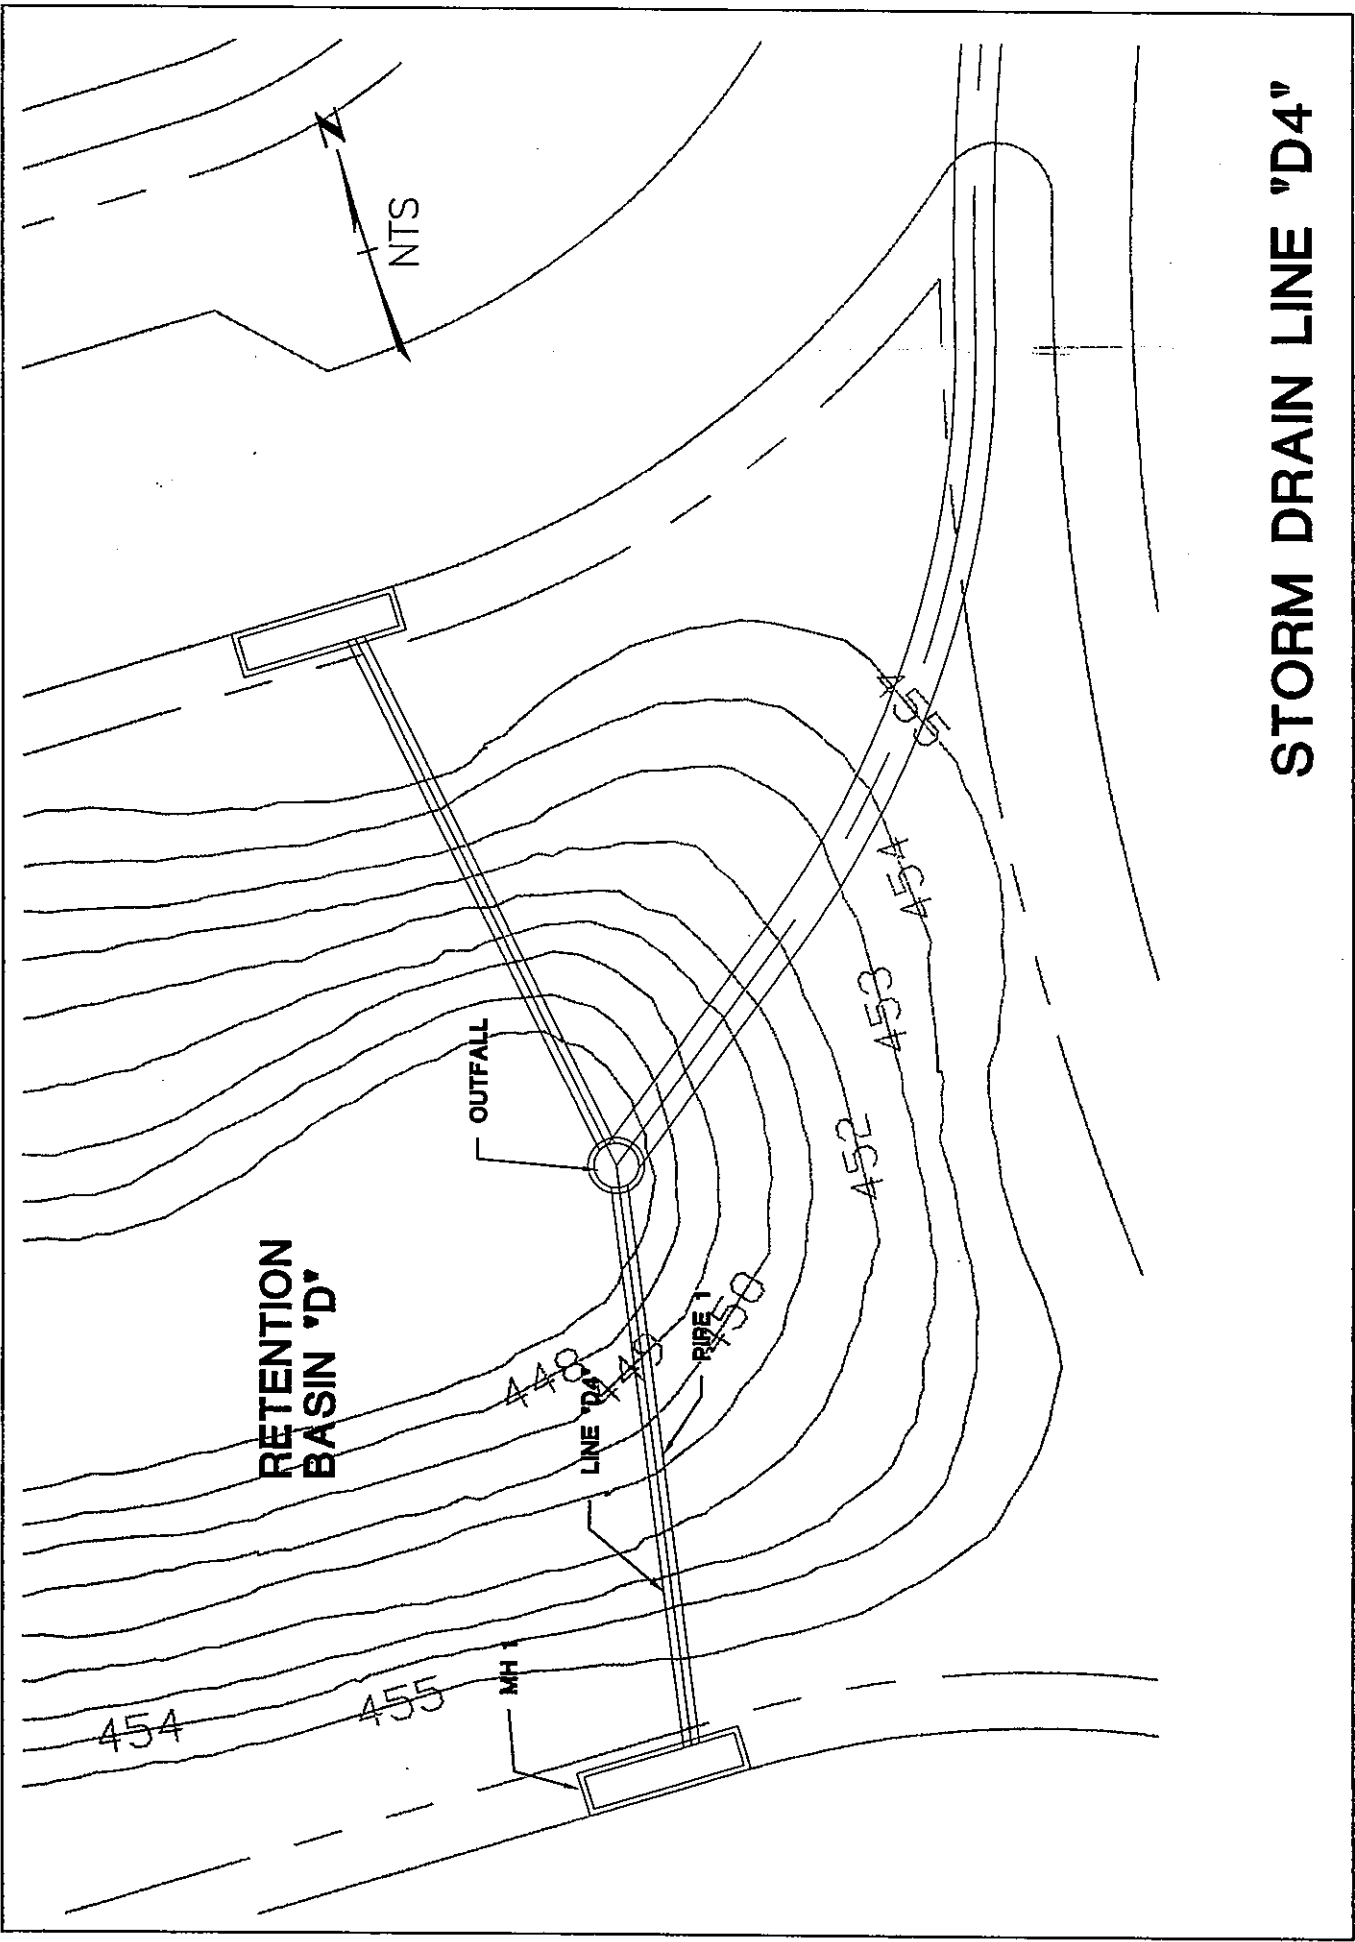 N
NTS
OUTFALL
RETENTION
BASIN "D"
448
449
450
452
453
454
455
LINE "D4"
PIPE 1
MH 1
454
455
STORM DRAIN LINE "D4"